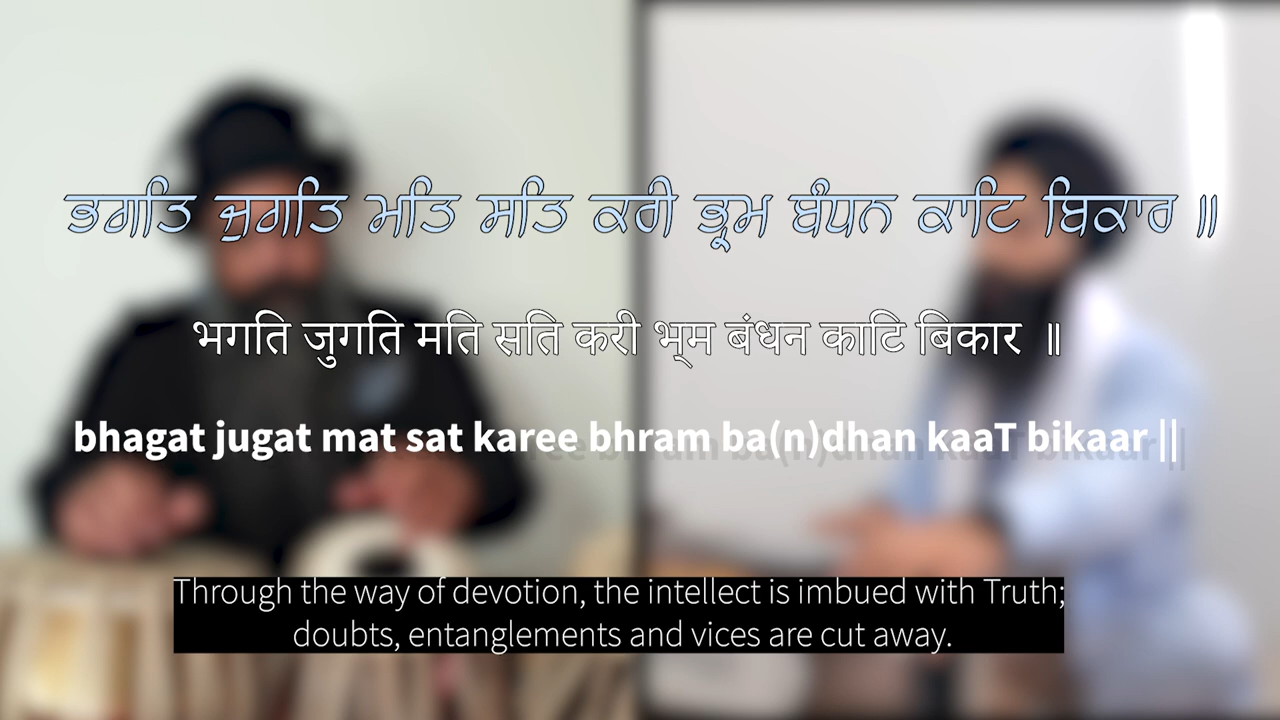 ਭਗਤਿ ਜੁਗਤਿ ਮਤਿ ਸਤਿ ਕਰੀ ਭ੍ਰਮ ਬੰਧਨ ਕਾਟਿ ਬਿਕਾਰ ॥
भगति जुगति मति सति करी भ्म बंधन काटि बिकार ॥
bhagat jugat mat sat karee bhram ba(n)dhan kaaT bikaar ||
Through the way of devotion, the intellect is imbued with Truth;
doubts, entanglements and vices are cut away.